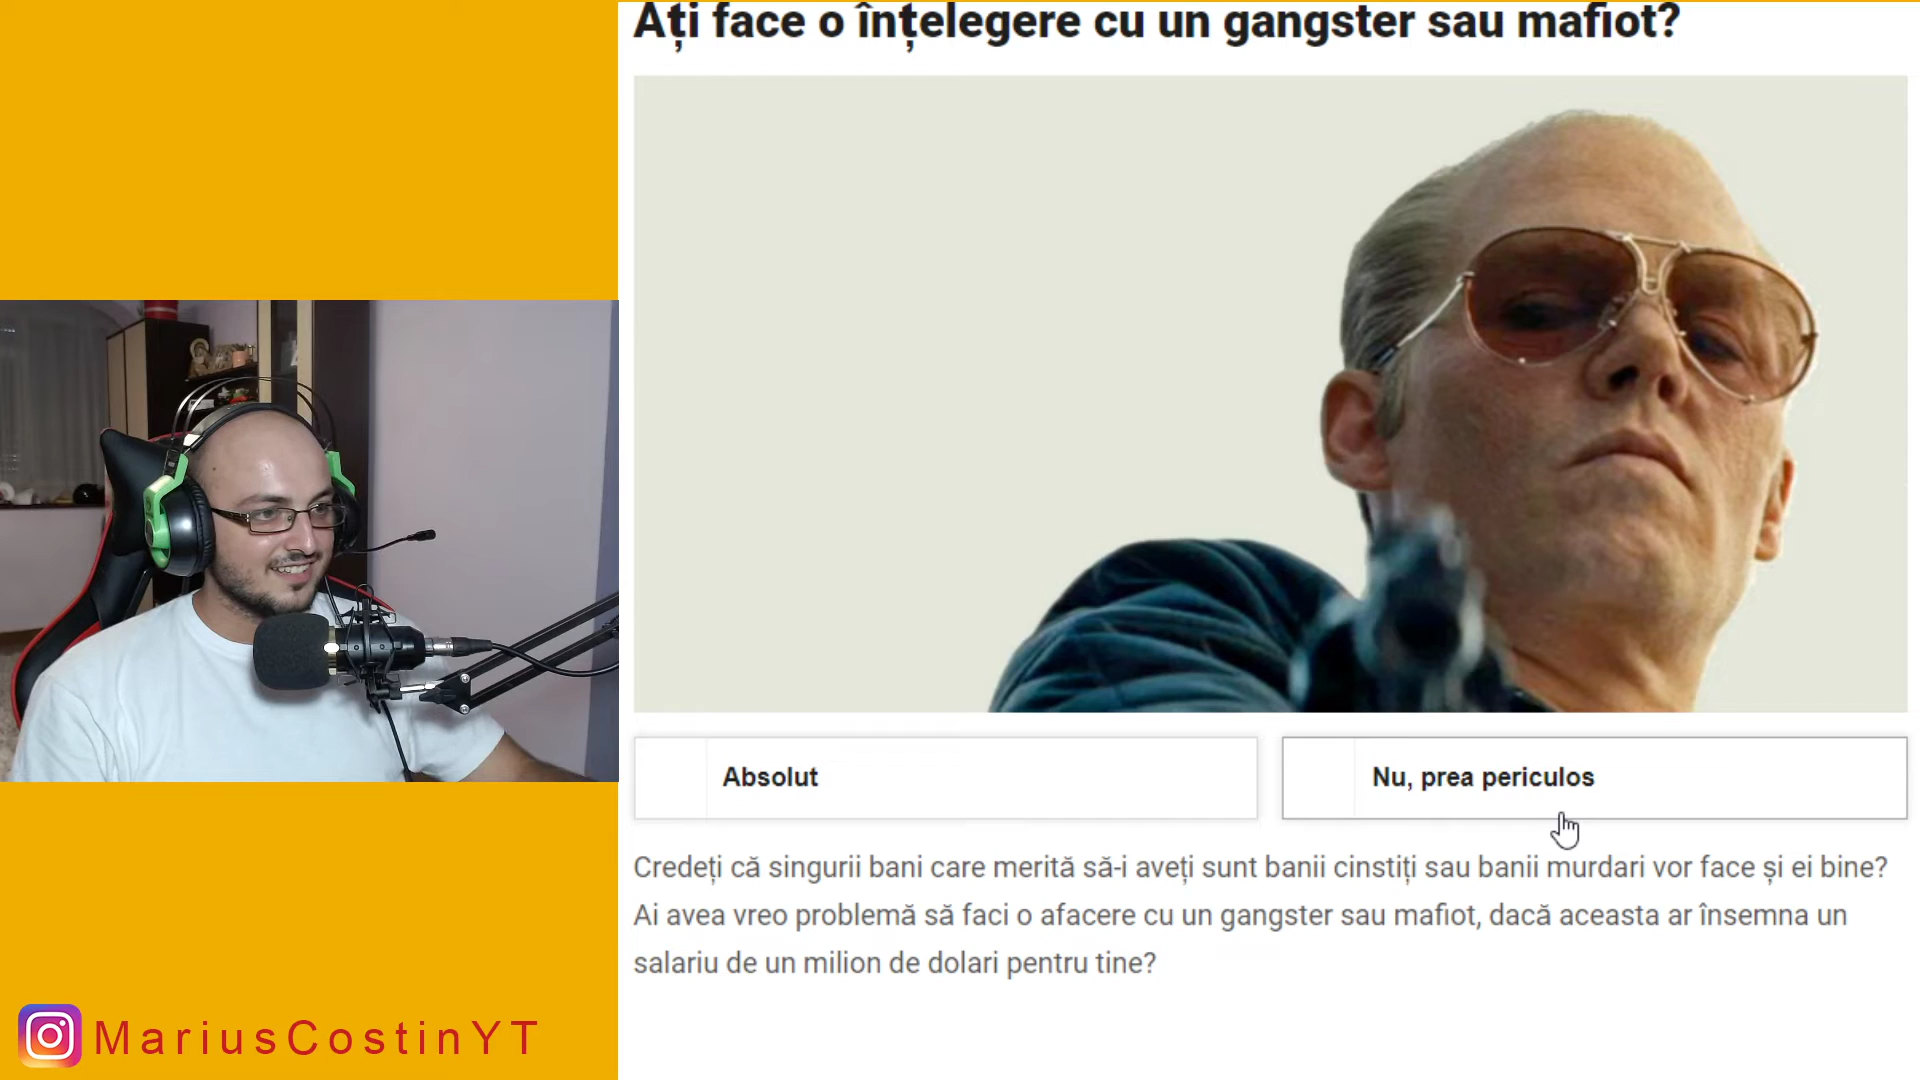 Ați face o înțelegere cu un gangster sau mafiot?
Absolut
Nu, prea periculos
Credeți că singurii bani care merită să-i aveți sunt banii cinstiți sau banii murdari vor face și ei bine?
Ai avea vreo problemă să faci o afacere cu un gangster sau mafiot, dacă aceasta ar însemna un
salariu de un milion de dolari pentru tine?
MariusCostinYT